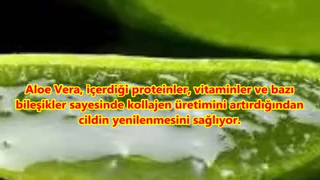 Aloe Vera, içerdiği proteinler, vitaminler ve bazı
bileşikler sayesinde kollajen üretimini artırdığından
cildin yenilenmesini sağlıyor.